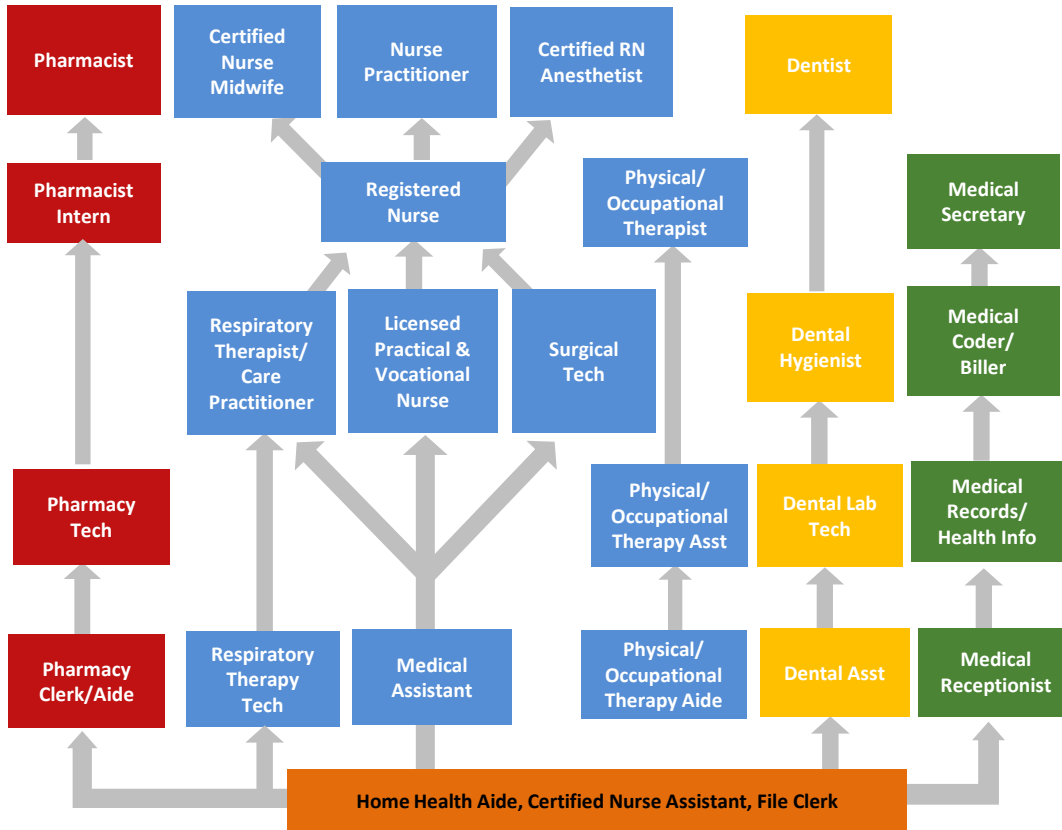 Pharmacist
Certified
Nurse
Midwife
Nurse
Practitioner
Certified RN
Anesthetist
Dentist
Pharmacist
Intern
Registered
Nurse
Physical/
Occupational
Therapist
Medical
Secretary
Respiratory
Therapist/
Care
Practitioner
Licensed
Practical &
Vocational
Nurse
Surgical
Tech
Dental
Hygienist
Medical
Coder/
Biller
Pharmacy
Tech
Physical/
Occupational
Therapy Asst
Dental Lab
Tech
Medical
Records/
Health Info
Pharmacy
Clerk/Aide
Respiratory
Therapy
Tech
Medical
Assistant
Physical/
Occupational
Therapy Aide
Dental Asst
Medical
Receptionist
Home Health Aide, Certified Nurse Assistant, File Clerk